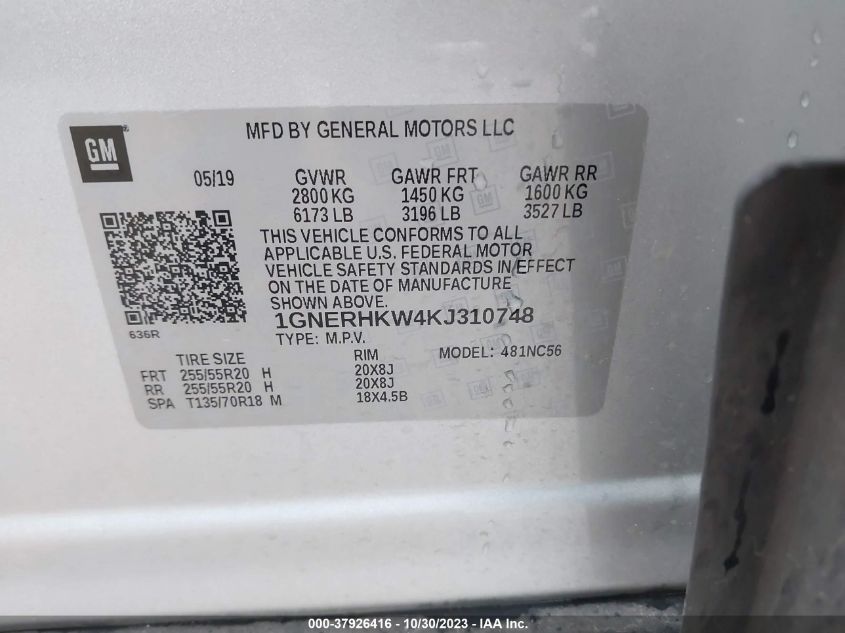 GM
MFD BY GENERAL MOTORS LLC
05/19 GVWR GAWR FRT GAWR RR
2800 KG 1450 KG 1600 KG
6173 LB 3196 LB 3527 LB
THIS VEHICLE CONFORMS TO ALL
APPLICABLE U.S. FEDERAL MOTOR
VEHICLE SAFETY STANDARDS IN EFFECT
ON THE DATE OF MANUFACTURE
SHOWN ABOVE.
1GNERHKW4KJ310748
636R
TYPE: M.P.V.
TIRE SIZE RIM MODEL: 481NC56
FRT 255/55R20 H 20X8J
RR 255/55R20 H 20X8J
SPA T135/70R18 M 18X4.5B
000-37926416 - 10/30/2023 - IAA Inc.